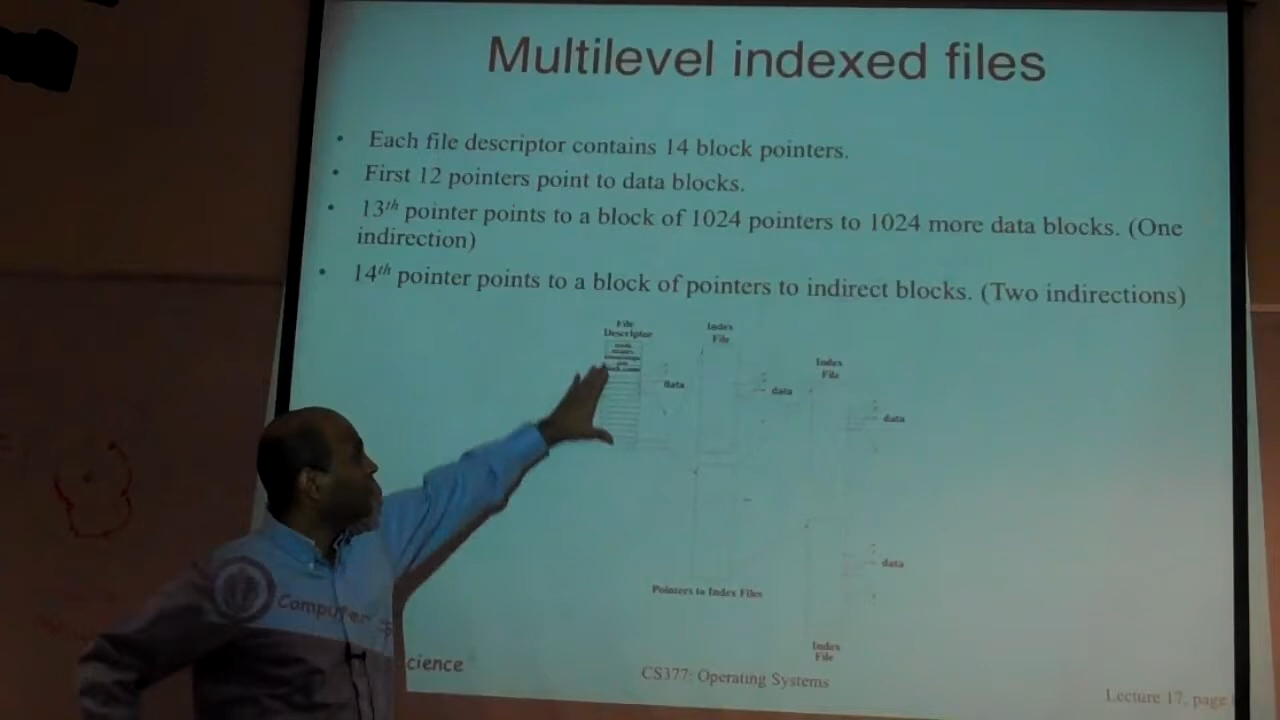 Multilevel indexed files
• Each file descriptor contains 14 block pointers.
• First 12 pointers point to data blocks.
• 13th pointer points to a block of 1024 pointers to 1024 more data blocks. (One
indirection)
• 14th pointer points to a block of pointers to indirect blocks. (Two indirections)
File
Descriptor
Index
File
Index
File
data
data
data
data
Pointers to Index Files
Index
File
Computer
cience
CS377: Operating Systems
Lecture 17, page